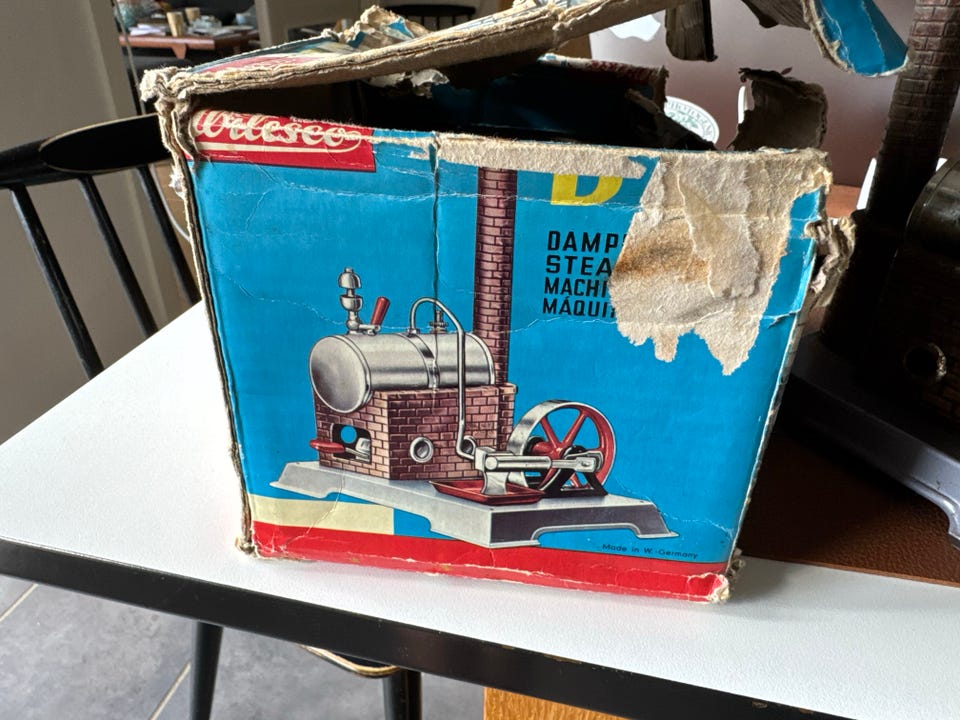 Wilesco
D
DAMP
STEA
MACHI
MÁQUI
Made in W.-Germany